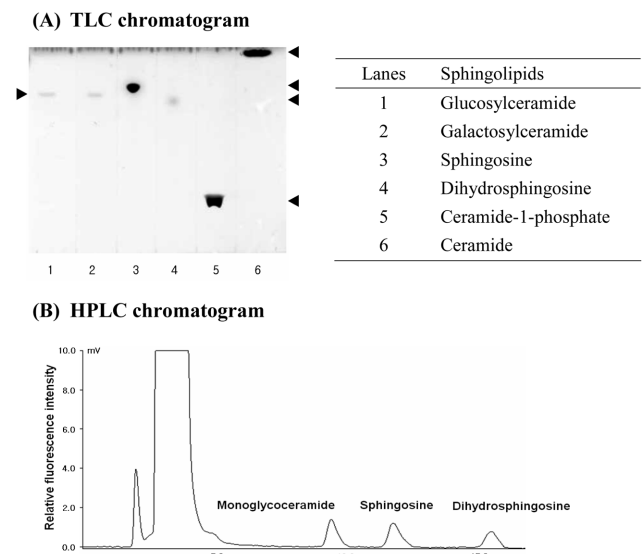 (A) TLC chromatogram
1 2 3 4 5 6
Lanes Sphingolipids
1 Glucosylceramide
2 Galactosylceramide
3 Sphingosine
4 Dihydrosphingosine
5 Ceramide-1-phosphate
6 Ceramide
(B) HPLC chromatogram
Relative fluorescence intensity
10.0 mV
8.0
6.0
4.0
2.0
0.0
Monoglycoceramide Sphingosine Dihydrosphingosine